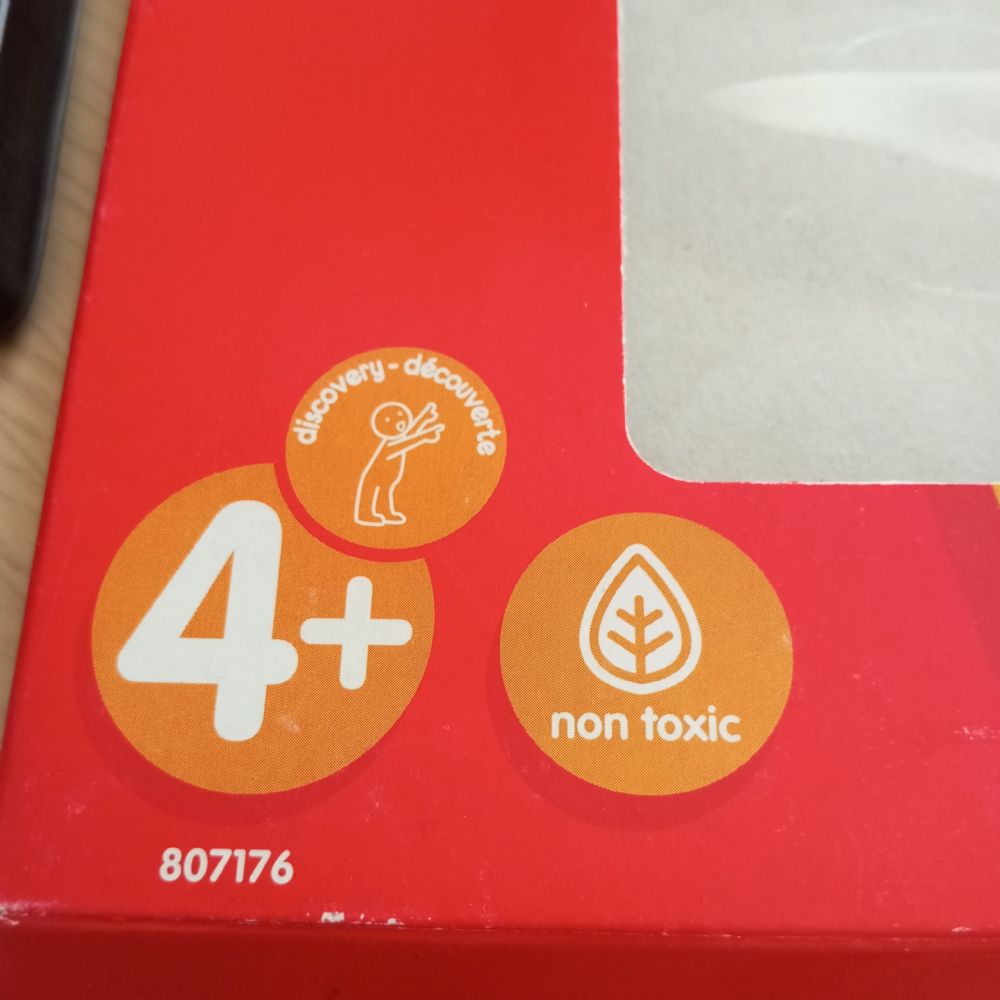 discovery - découverte
4+
non toxic
807176